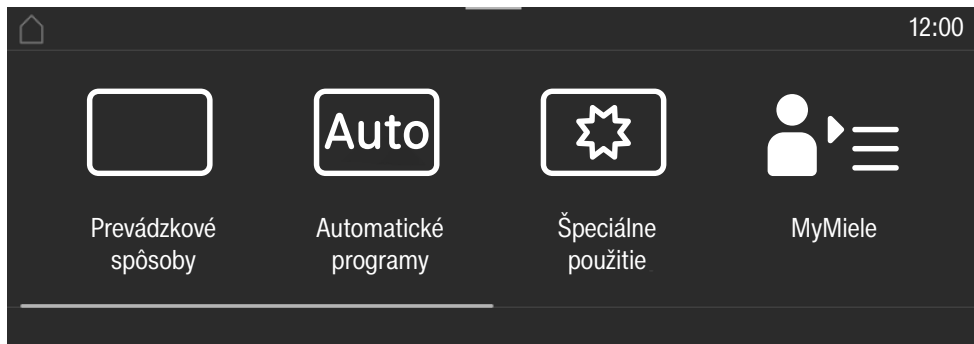 12:00
Auto
Prevádzkové
spôsoby
Automatické
programy
Špeciálne
použitie
MyMiele